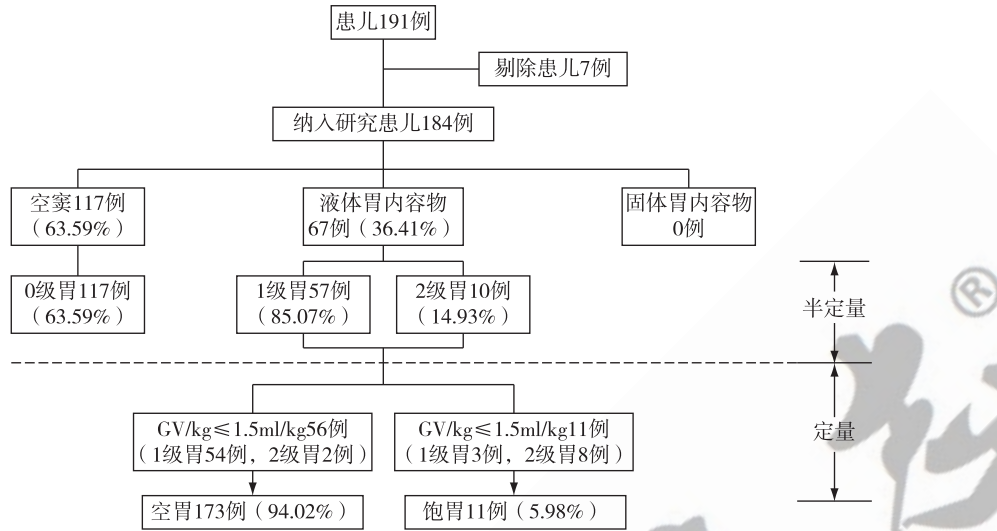 患儿191例
剔除患儿7例
纳入研究患儿184例
空窦117例
（63.59%）
液体胃内容物
67例（36.41%）
固体胃内容物
0例
0级胃117例
（63.59%）
1级胃57例
（85.07%）
2级胃10例
（14.93%）
半定量
GV/kg≤1.5ml/kg56例
（1级胃54例，2级胃2例）
GV/kg≤1.5ml/kg11例
（1级胃3例，2级胃8例）
定量
空胃173例（94.02%）
饱胃11例（5.98%）
®